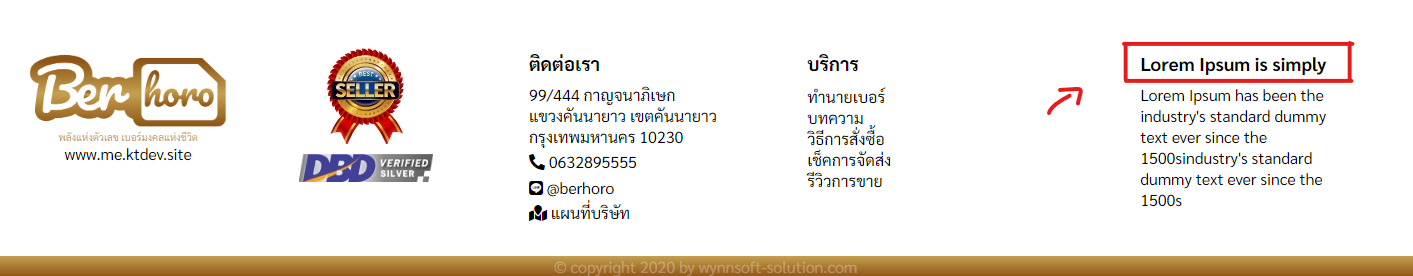 Ber horo
พลังแห่งตัวเลข เบอร์มงคลแห่งชีวิต
www.me.ktdev.site
BEST
SELLER
DBD VERIFIED
SILVER
ติดต่อเรา
99/444 กาญจนาภิเษก
แขวงคันนายาว เขตคันนายาว
กรุงเทพมหานคร 10230
0632895555
@berhoro
แผนที่บริษัท
บริการ
ทำนายเบอร์
บทความ
วิธีการสั่งซื้อ
เช็คการจัดส่ง
รีวิวการขาย
Lorem Ipsum is simply
Lorem Ipsum has been the
industry's standard dummy
text ever since the
1500sindustry's standard
dummy text ever since the
1500s
© copyright 2020 by wynnsoft-solution.com